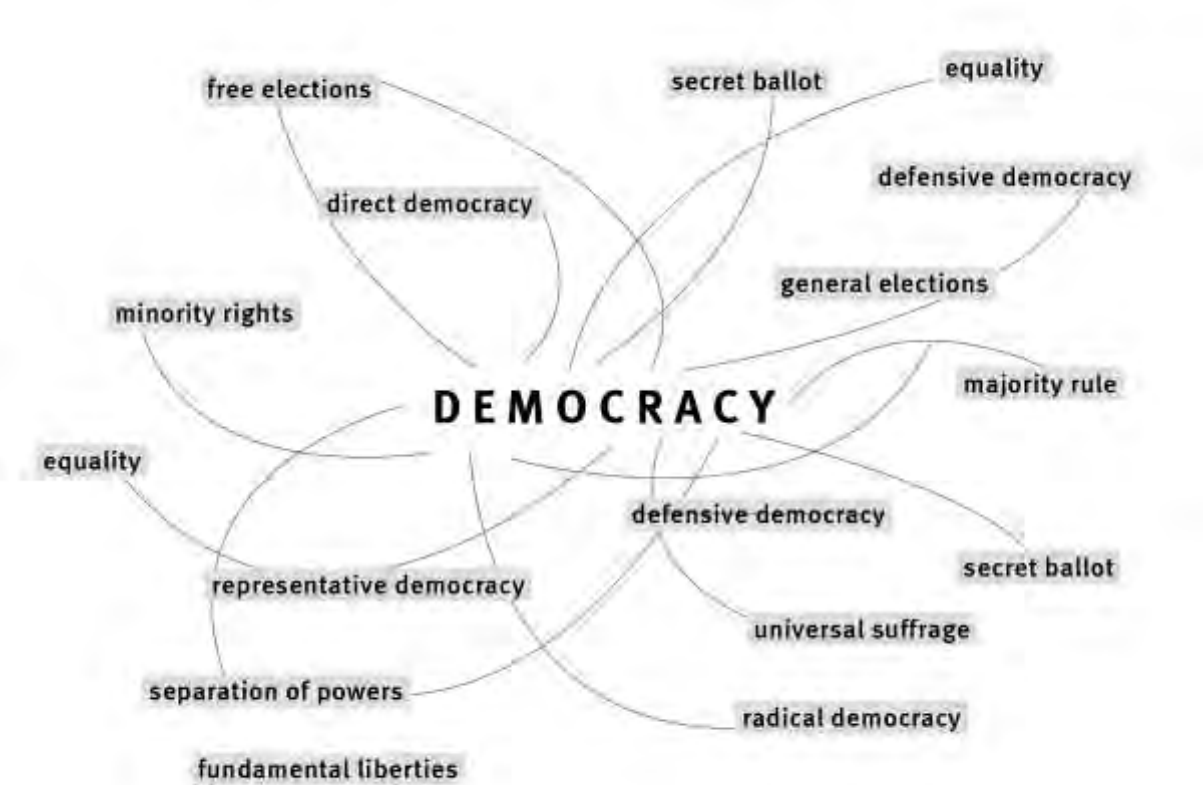 free elections
secret ballot
equality
defensive democracy
direct democracy
general elections
minority rights
majority rule
DEMOCRACY
equality
defensive democracy
secret ballot
representative democracy
universal suffrage
separation of powers
radical democracy
fundamental liberties